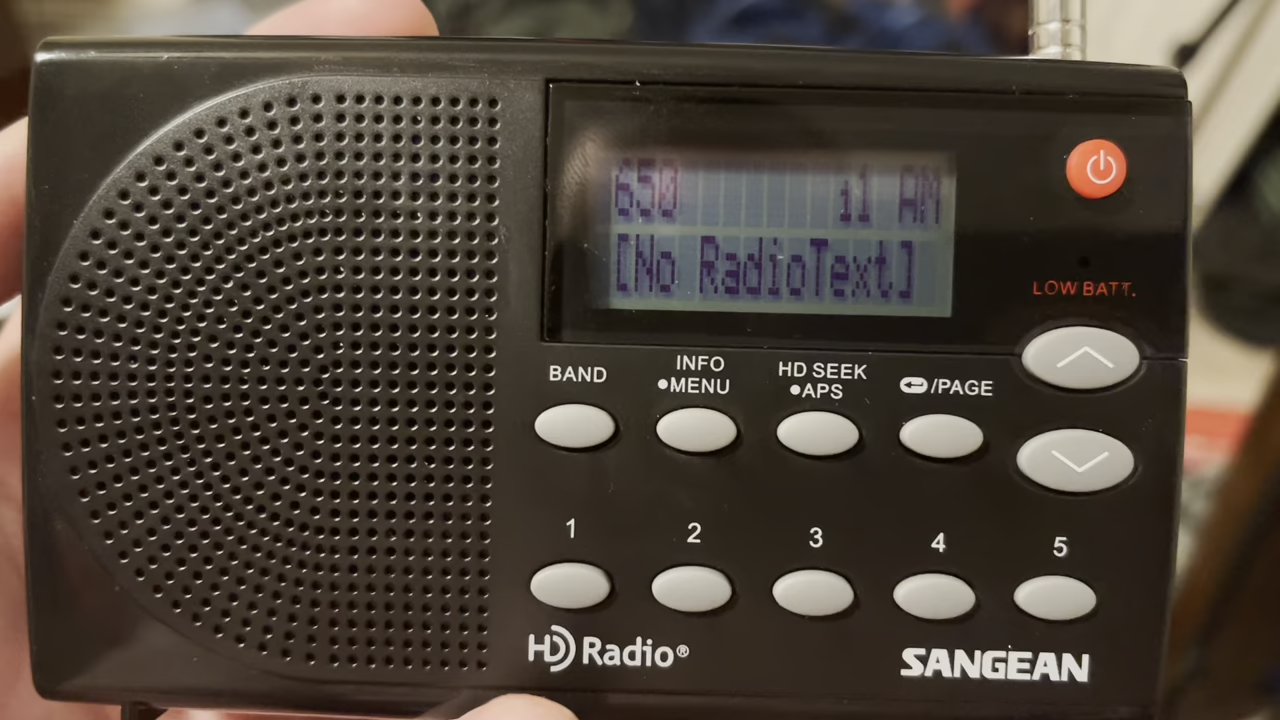 650 i1 AM
[No RadioText]
LOW BATT.
BAND
INFO
●MENU
HD SEEK
●APS
/PAGE
1 2 3 4 5
HD Radio®
SANGEAN